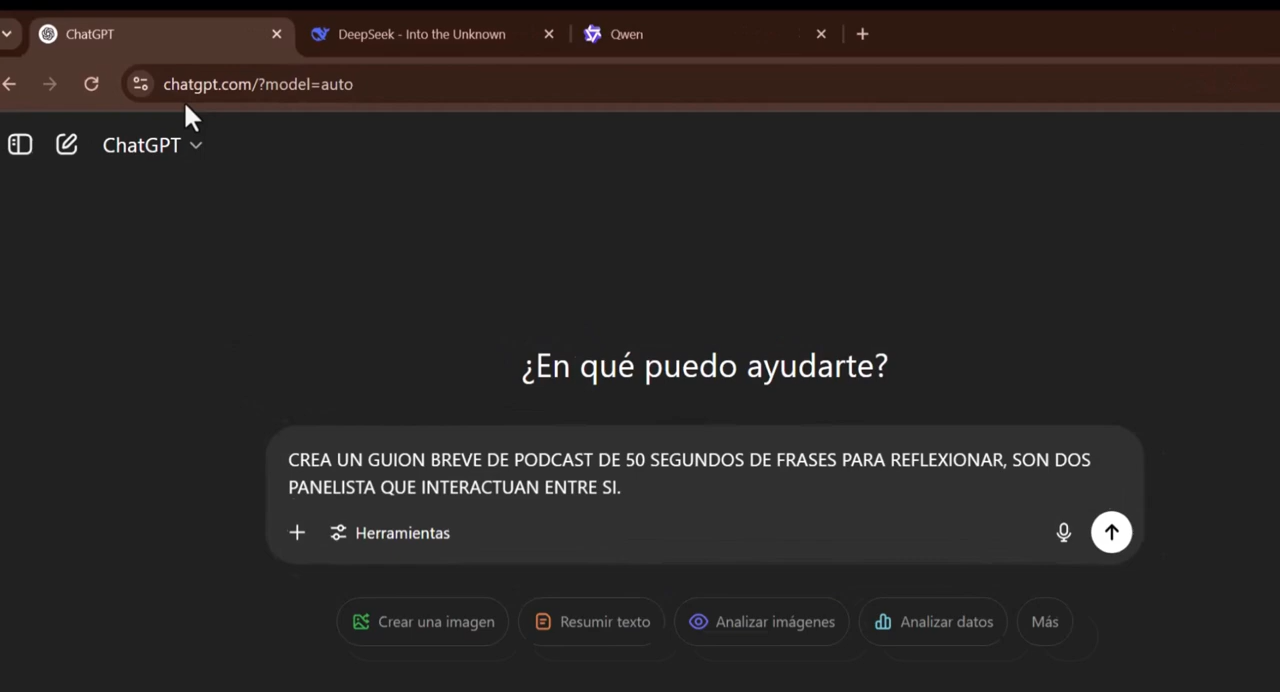 ChatGPT
DeepSeek - Into the Unknown
Qwen
chatgpt.com/?model=auto
ChatGPT
¿En qué puedo ayudarte?
CREA UN GUION BREVE DE PODCAST DE 50 SEGUNDOS DE FRASES PARA REFLEXIONAR, SON DOS
PANELISTA QUE INTERACTUAN ENTRE SI.
Herramientas
Crear una imagen
Resumir texto
Analizar imágenes
Analizar datos
Más